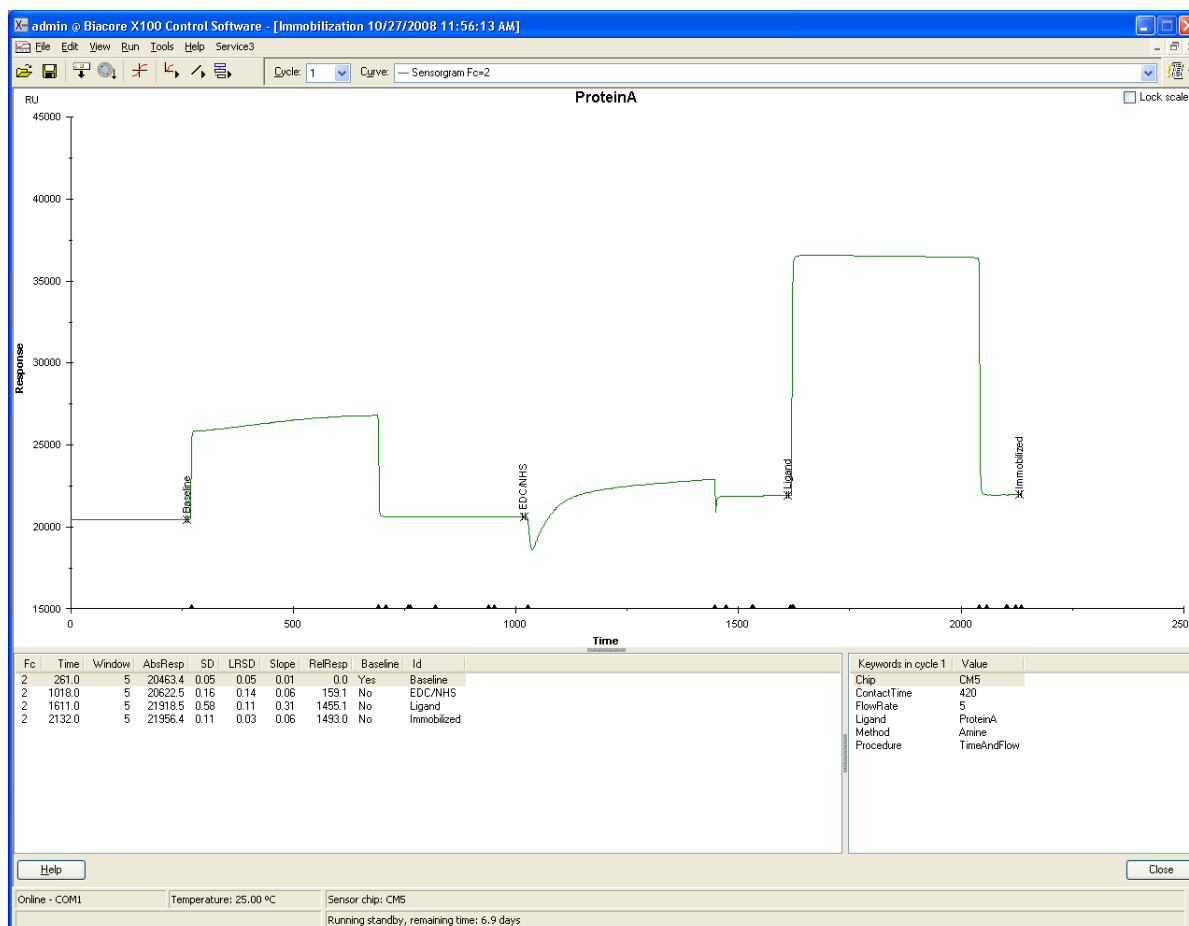 admin @ Biacore X100 Control Software - [Immobilization 10/27/2008 11:56:13 AM]
File Edit View Run Tools Help Service3
Cycle: 1 Curve: Sensorgram Fc=2
RU
ProteinA
Lock scale
45000
40000
35000
30000
25000
20000
15000
Response
Baseline
EDC/NHS
Ligand
Immobilized
0 500 1000 1500 2000 250
Time
Fc Time Window AbsResp SD LRSD Slope RelResp Baseline Id
2 261.0 5 20463.4 0.05 0.05 0.01 0.0 Yes Baseline
2 1018.0 5 20622.5 0.16 0.14 0.06 159.1 No EDC/NHS
2 1611.0 5 21918.5 0.58 0.11 0.31 1455.1 No Ligand
2 2132.0 5 21956.4 0.11 0.03 0.06 1493.0 No Immobilized
Keywords in cycle 1 Value
Chip CM5
ContactTime 420
FlowRate 5
Ligand ProteinA
Method Amine
Procedure TimeAndFlow
Help
Close
Online - COM1 Temperature: 25.00 ºC Sensor chip: CM5
Running standby, remaining time: 6.9 days